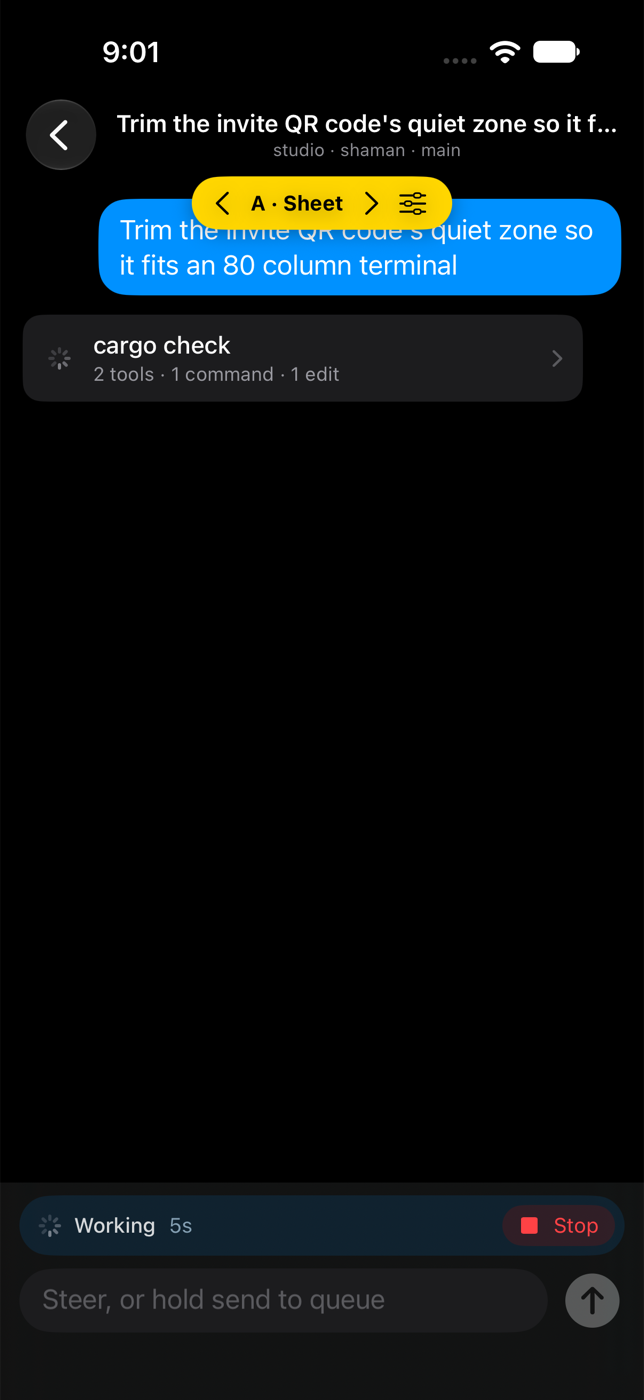 9:01
Trim the invite QR code's quiet zone so it f...
studio · shaman · main
A · Sheet
Trim the invite QR code's quiet zone so
it fits an 80 column terminal
cargo check
2 tools · 1 command · 1 edit
Working 5s
Stop
Steer, or hold send to queue